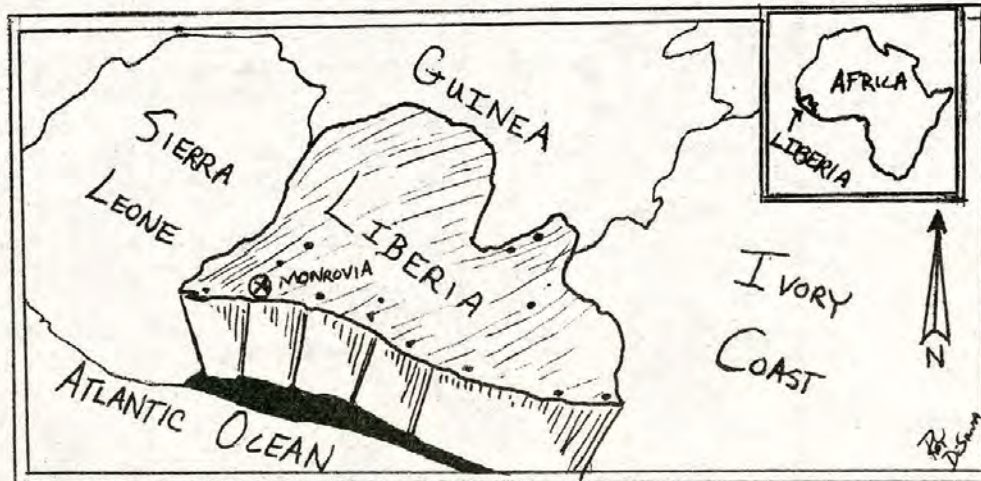 GUINEA
SIERRA
LEONE
LIBERIA
MONROVIA
IVORY
COAST
ATLANTIC OCEAN
AFRICA
LIBERIA
N